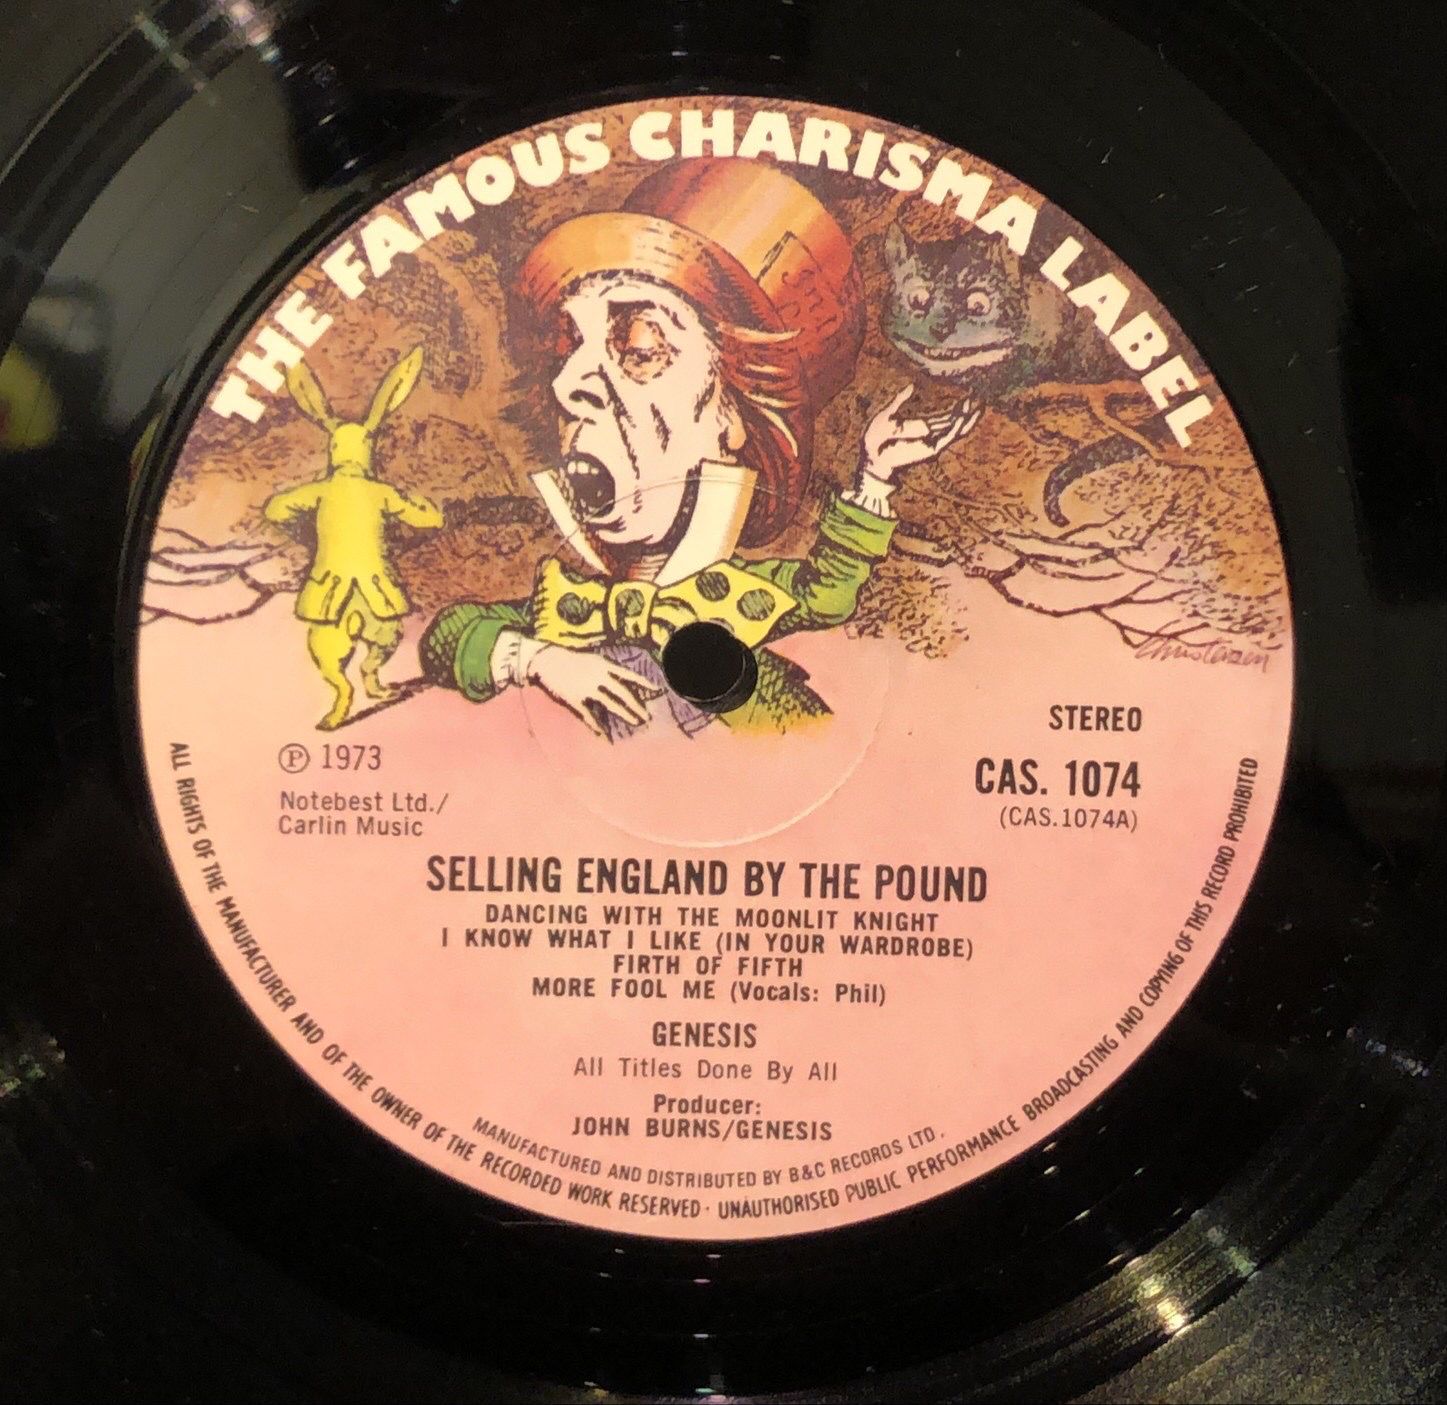 THE FAMOUS CHARISMA LABEL
Christensen
STEREO
℗ 1973
CAS. 1074
Notebest Ltd./
(CAS.1074A)
Carlin Music
SELLING ENGLAND BY THE POUND
DANCING WITH THE MOONLIT KNIGHT
I KNOW WHAT I LIKE (IN YOUR WARDROBE)
FIRTH OF FIFTH
MORE FOOL ME (Vocals: Phil)
GENESIS
All Titles Done By All
Producer:
JOHN BURNS/GENESIS
MANUFACTURED AND DISTRIBUTED BY B&C RECORDS LTD.
ALL RIGHTS OF THE MANUFACTURER AND OF THE OWNER OF THE RECORDED WORK RESERVED · UNAUTHORISED PUBLIC PERFORMANCE BROADCASTING AND COPYING OF THIS RECORD PROHIBITED